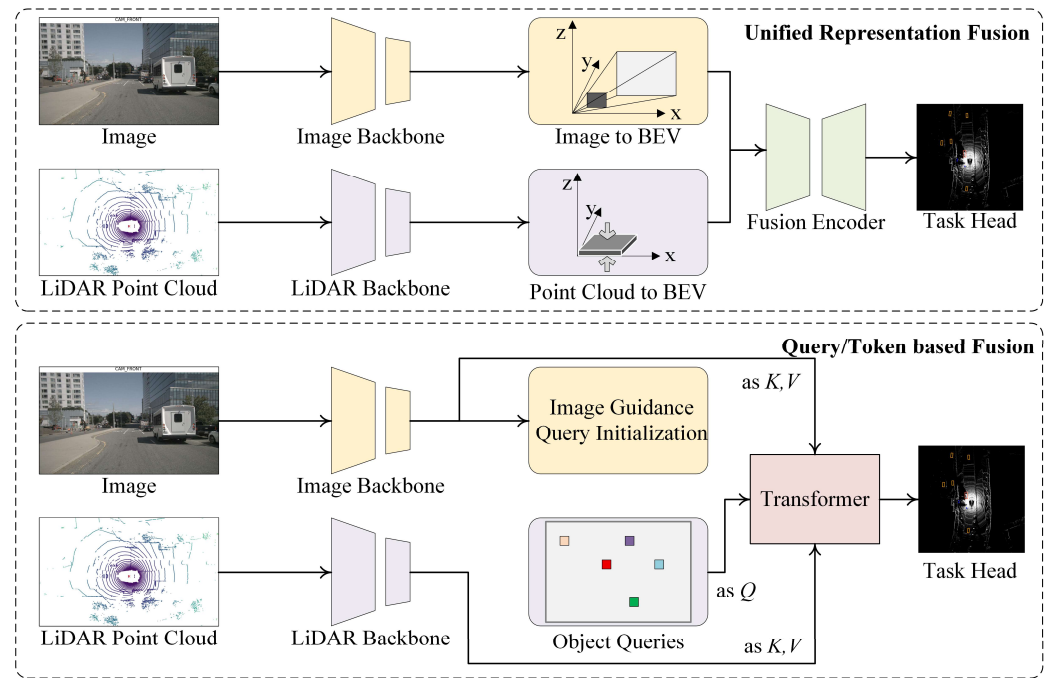 CAM_FRONT
Unified Representation Fusion
z
y
x
Image
Image Backbone
Image to BEV
z
y
x
Fusion Encoder
Task Head
LiDAR Point Cloud
LiDAR Backbone
Point Cloud to BEV
Query/Token based Fusion
CAM_FRONT
as K,V
Image Guidance
Query Initialization
Image
Image Backbone
Transformer
Task Head
as Q
LiDAR Point Cloud
LiDAR Backbone
Object Queries
as K,V